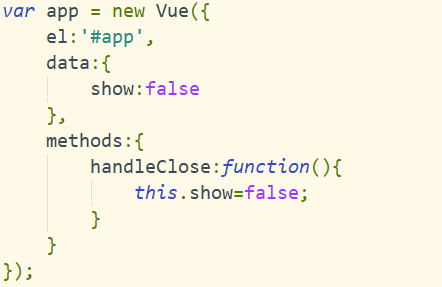 var app = new Vue({
    el:'#app',
    data:{
        show:false
    },
    methods:{
        handleClose:function(){
            this.show=false;
        }
    }
});